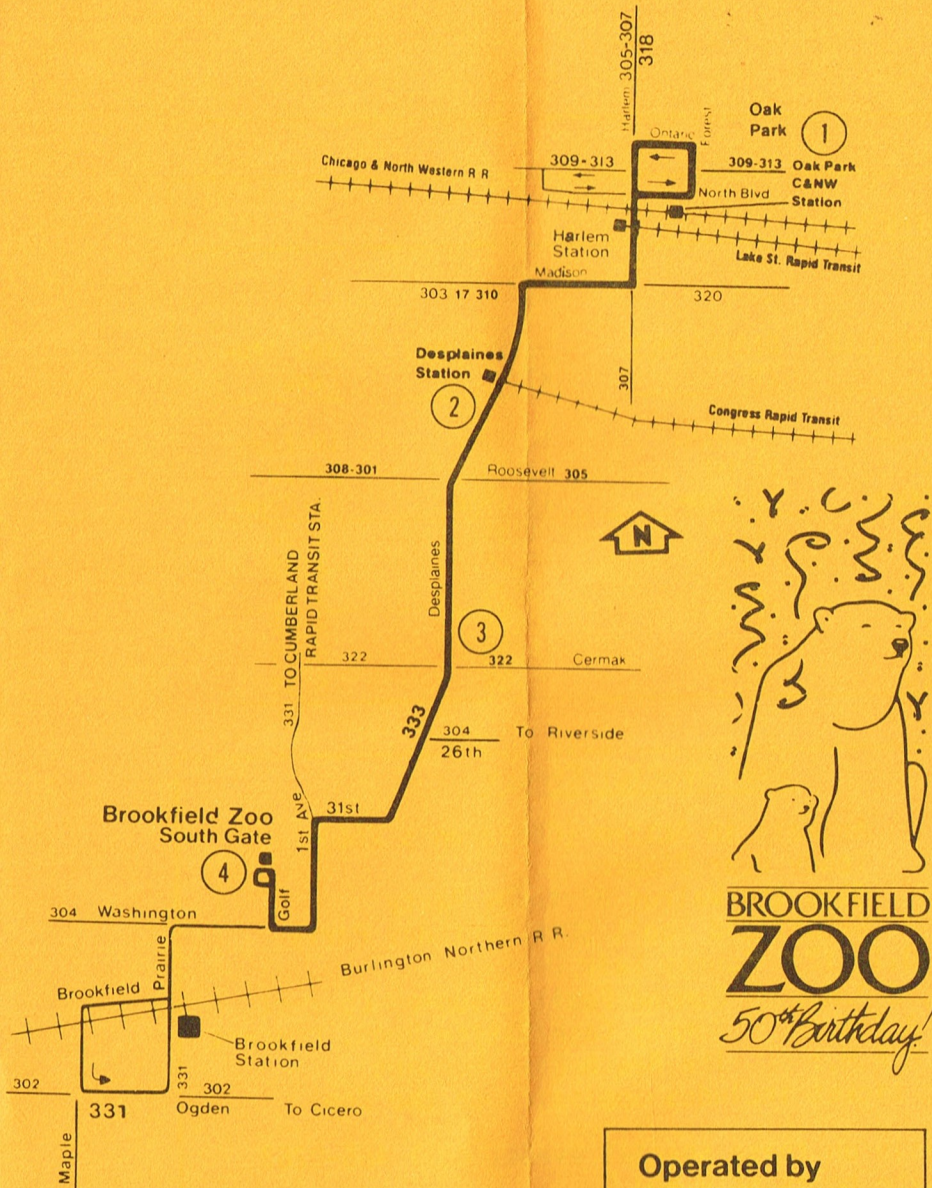 Harlem 305-307
318
Oak
Park
1
Ontario
Forest
Chicago & North Western R R
309-313
309-313
Oak Park
C&NW
Station
North Blvd
Harlem
Station
Lake St. Rapid Transit
Madison
303 17 310
320
Desplaines
Station
307
2
Congress Rapid Transit
308-301
Roosevelt 305
N
331 TO CUMBERLAND
RAPID TRANSIT STA.
Desplaines
3
322
322
Cermak
333
304
To Riverside
26th
31st
1st Ave
Brookfield Zoo
South Gate
4
Golf
304 Washington
Prairie
Burlington Northern R R.
Brookfield
Brookfield
Station
302
331
302
331
Ogden
To Cicero
Maple
BROOKFIELD
ZOO
50th Birthday!
Operated by